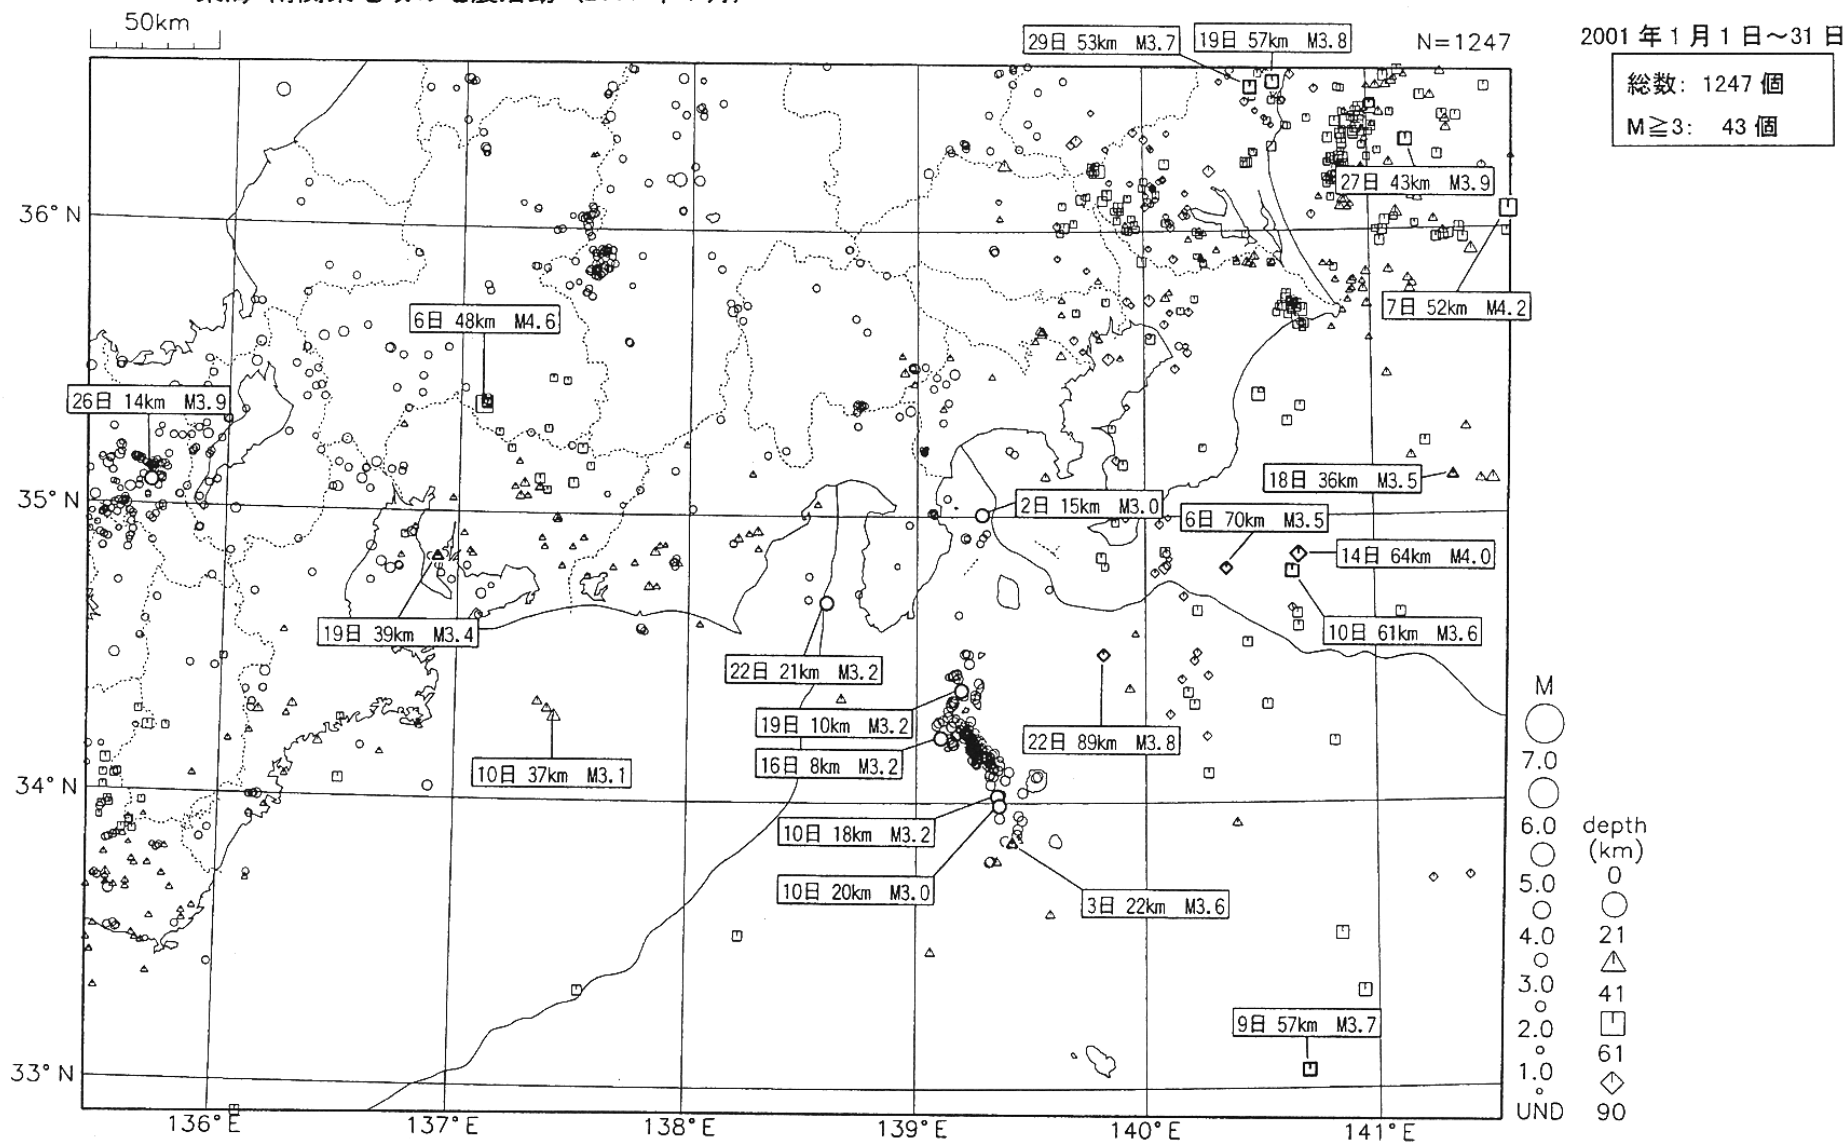 50km
N=1247
2001 年 1 月 1 日～31 日
総数: 1247 個
M≧3: 43 個
29日 53km M3.7
19日 57km M3.8
27日 43km M3.9
7日 52km M4.2
6日 48km M4.6
26日 14km M3.9
18日 36km M3.5
2日 15km M3.0
6日 70km M3.5
14日 64km M4.0
10日 61km M3.6
19日 39km M3.4
22日 21km M3.2
19日 10km M3.2
22日 89km M3.8
16日 8km M3.2
10日 37km M3.1
10日 18km M3.2
10日 20km M3.0
3日 22km M3.6
9日 57km M3.7
36°N
35°N
34°N
33°N
136°E
137°E
138°E
139°E
140°E
141°E
M
7.0
6.0
5.0
4.0
3.0
2.0
1.0
UND
depth
(km)
0
21
41
61
90